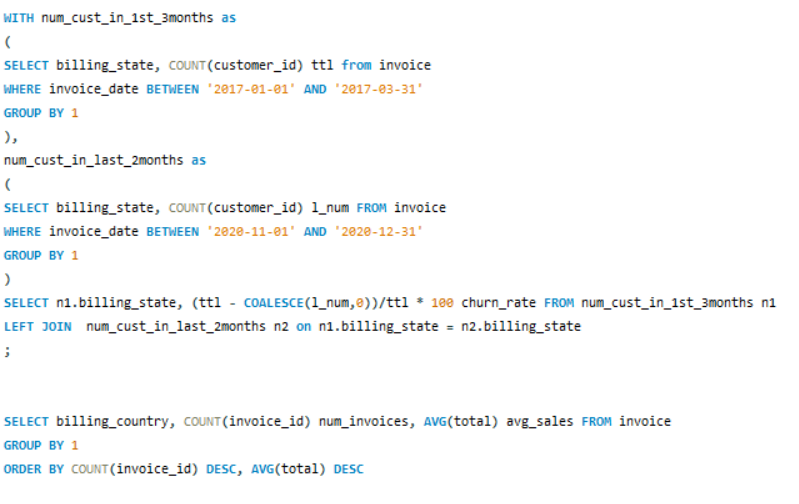 WITH num_cust_in_1st_3months as
(
SELECT billing_state, COUNT(customer_id) ttl from invoice
WHERE invoice_date BETWEEN '2017-01-01' AND '2017-03-31'
GROUP BY 1
),
num_cust_in_last_2months as
(
SELECT billing_state, COUNT(customer_id) l_num FROM invoice
WHERE invoice_date BETWEEN '2020-11-01' AND '2020-12-31'
GROUP BY 1
)
SELECT n1.billing_state, (ttl - COALESCE(l_num,0))/ttl * 100 churn_rate FROM num_cust_in_1st_3months n1
LEFT JOIN  num_cust_in_last_2months n2 on n1.billing_state = n2.billing_state
;
SELECT billing_country, COUNT(invoice_id) num_invoices, AVG(total) avg_sales FROM invoice
GROUP BY 1
ORDER BY COUNT(invoice_id) DESC, AVG(total) DESC